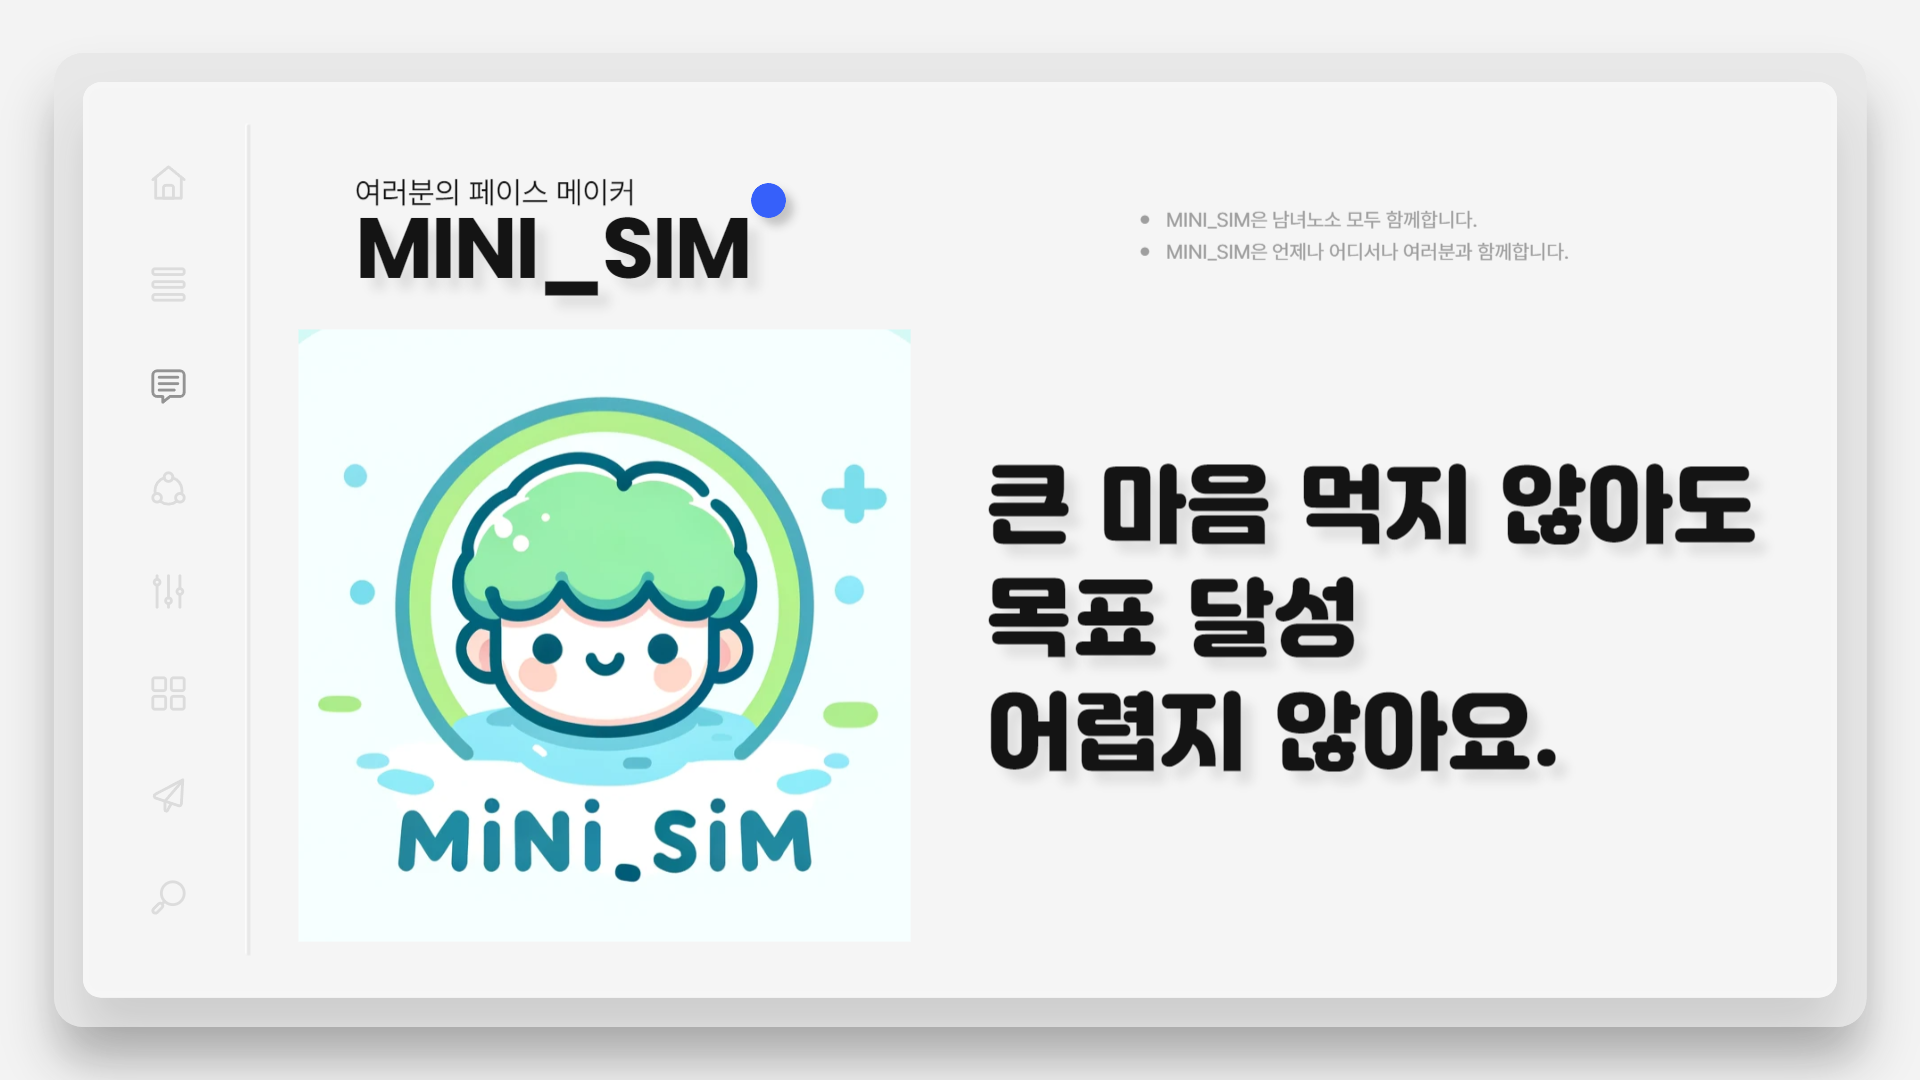 여러분의 페이스 메이커
MINI_SIM
MINI_SIM은 남녀노소 모두 함께합니다.
MINI_SIM은 언제나 어디서나 여러분과 함께합니다.
큰 마음 먹지 않아도
목표 달성
어렵지 않아요.
MiNi_SiM